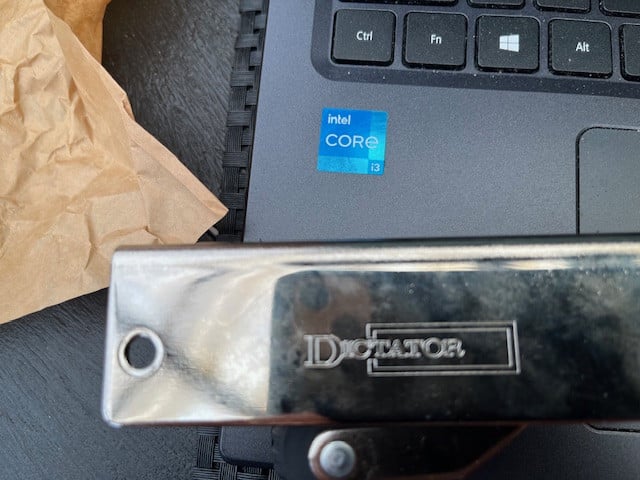 Ctrl
Fn
Alt
intel
CORE
i3
DICTATOR